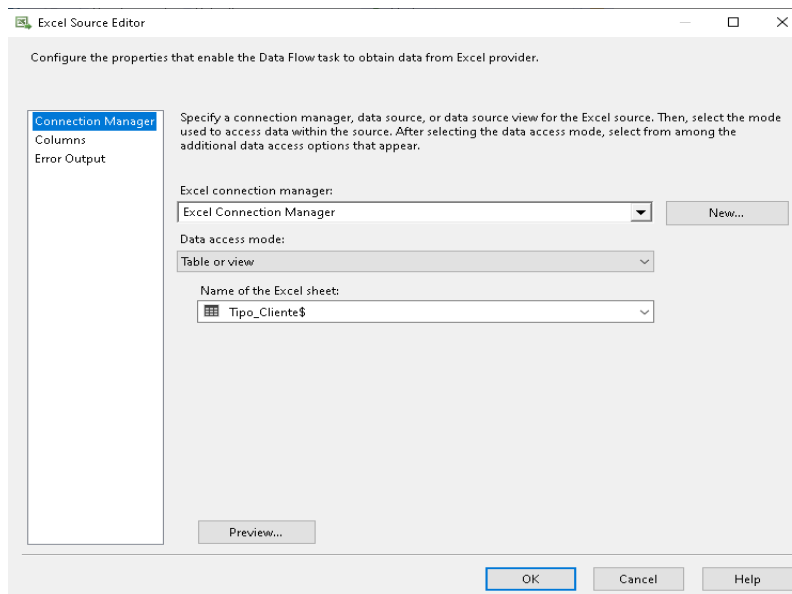 Excel Source Editor
Configure the properties that enable the Data Flow task to obtain data from Excel provider.
Connection Manager
Columns
Error Output
Specify a connection manager, data source, or data source view for the Excel source. Then, select the mode
used to access data within the source. After selecting the data access mode, select from among the
additional data access options that appear.
Excel connection manager:
Excel Connection Manager
New...
Data access mode:
Table or view
Name of the Excel sheet:
Tipo_Cliente$
Preview...
OK
Cancel
Help